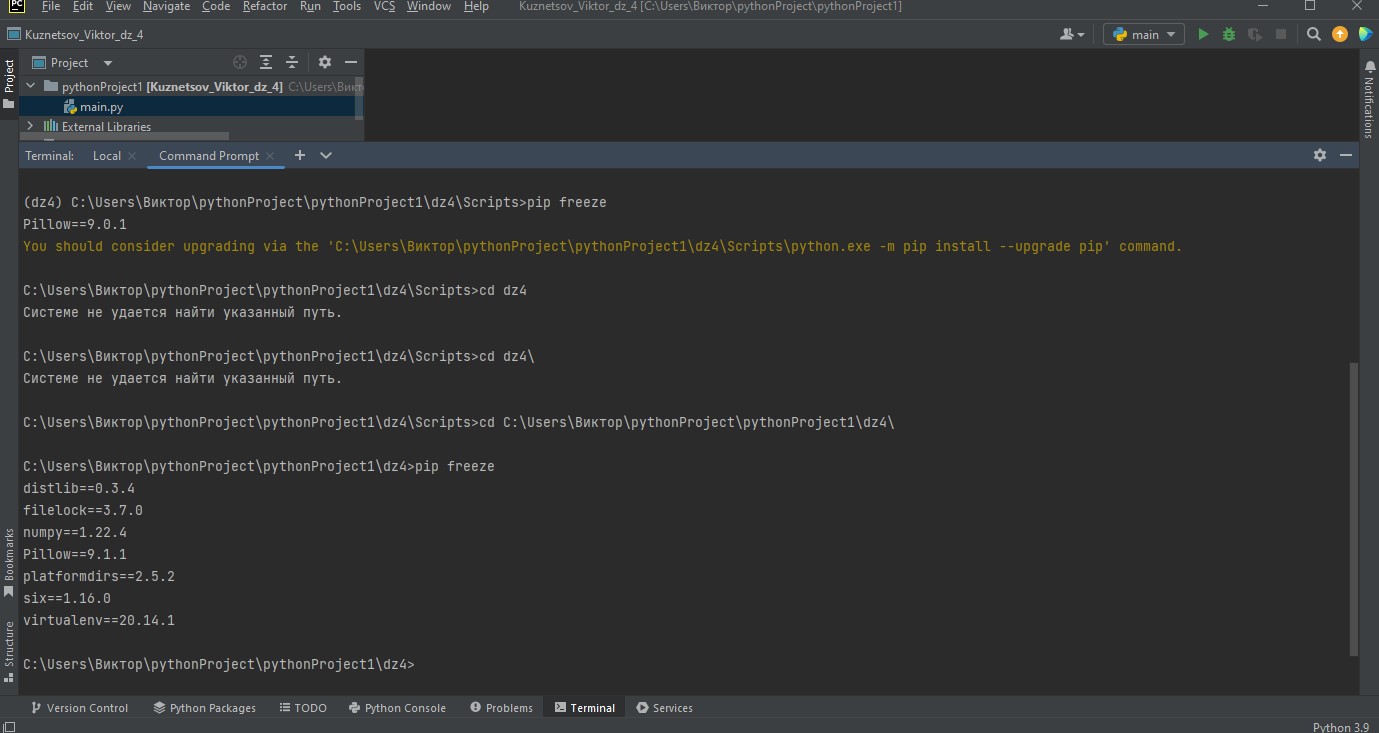 PC File Edit View Navigate Code Refactor Run Tools VCS Window Help Kuznetsov_Viktor_dz_4 [C:\Users\Виктор\pythonProject\pythonProject1]
Kuznetsov_Viktor_dz_4 main
Project
Project
pythonProject1 [Kuznetsov_Viktor_dz_4] C:\Users\Викт
main.py
External Libraries
Notifications
Terminal: Local Command Prompt
(dz4) C:\Users\Виктор\pythonProject\pythonProject1\dz4\Scripts>pip freeze
Pillow==9.0.1
You should consider upgrading via the 'C:\Users\Виктор\pythonProject\pythonProject1\dz4\Scripts\python.exe -m pip install --upgrade pip' command.
C:\Users\Виктор\pythonProject\pythonProject1\dz4\Scripts>cd dz4
Системе не удается найти указанный путь.
C:\Users\Виктор\pythonProject\pythonProject1\dz4\Scripts>cd dz4\
Системе не удается найти указанный путь.
C:\Users\Виктор\pythonProject\pythonProject1\dz4\Scripts>cd C:\Users\Виктор\pythonProject\pythonProject1\dz4\
C:\Users\Виктор\pythonProject\pythonProject1\dz4>pip freeze
distlib==0.3.4
filelock==3.7.0
numpy==1.22.4
Pillow==9.1.1
platformdirs==2.5.2
six==1.16.0
virtualenv==20.14.1
C:\Users\Виктор\pythonProject\pythonProject1\dz4>
Bookmarks
Structure
Version Control Python Packages TODO Python Console Problems Terminal Services
Python 3.9